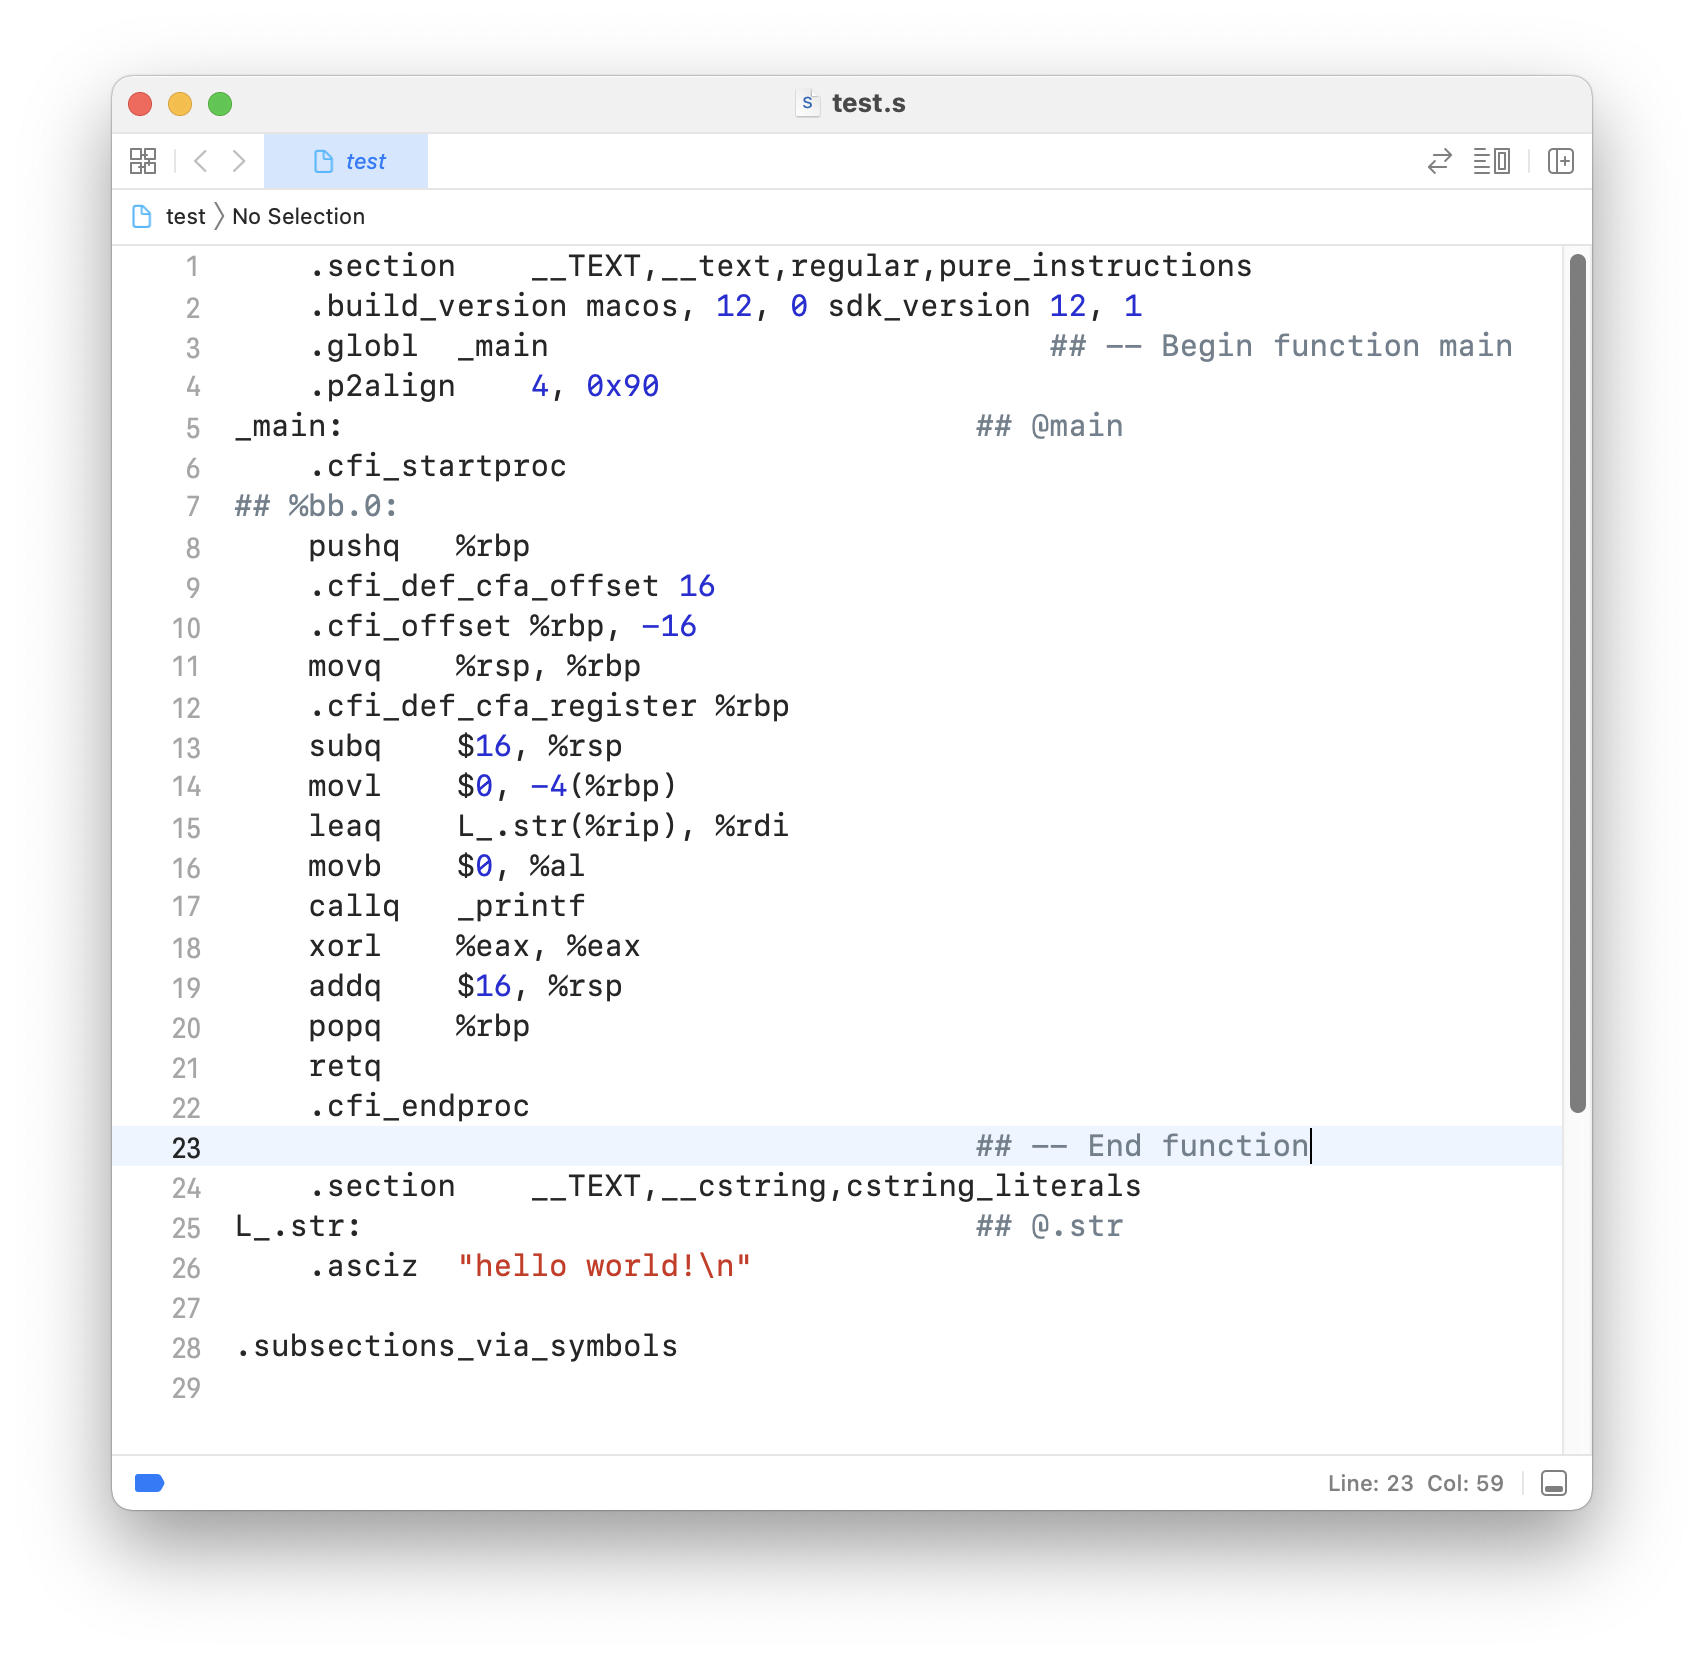 test.s
test
test 〉 No Selection
1 .section __TEXT,__text,regular,pure_instructions
2 .build_version macos, 12, 0 sdk_version 12, 1
3 .globl _main ## -- Begin function main
4 .p2align 4, 0x90
5 _main: ## @main
6 .cfi_startproc
7 ## %bb.0:
8 pushq %rbp
9 .cfi_def_cfa_offset 16
10 .cfi_offset %rbp, -16
11 movq %rsp, %rbp
12 .cfi_def_cfa_register %rbp
13 subq $16, %rsp
14 movl $0, -4(%rbp)
15 leaq L_.str(%rip), %rdi
16 movb $0, %al
17 callq _printf
18 xorl %eax, %eax
19 addq $16, %rsp
20 popq %rbp
21 retq
22 .cfi_endproc
23 ## -- End function
24 .section __TEXT,__cstring,cstring_literals
25 L_.str: ## @.str
26 .asciz "hello world!\n"
27
28 .subsections_via_symbols
29
Line: 23 Col: 59